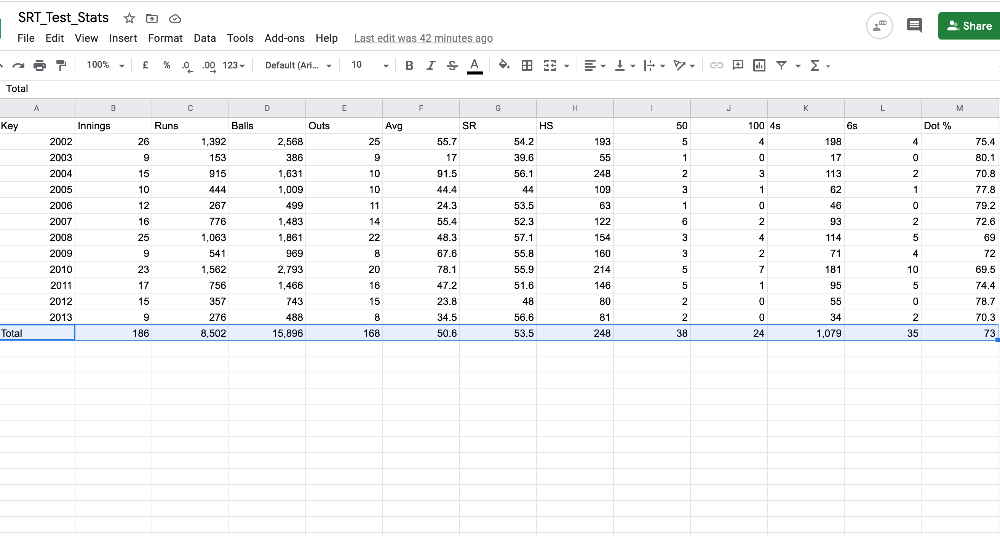 SRT_Test_Stats
Share
File Edit View Insert Format Data Tools Add-ons Help Last edit was 42 minutes ago
100% £ % .0 .00 123 Default (Ari... 10 B I S A Σ
Total
A B C D E F G H I J K L M
Key Innings Runs Balls Outs Avg SR HS 50 100 4s 6s Dot %
2002 26 1,392 2,568 25 55.7 54.2 193 5 4 198 4 75.4
2003 9 153 386 9 17 39.6 55 1 0 17 0 80.1
2004 15 915 1,631 10 91.5 56.1 248 2 3 113 2 70.8
2005 10 444 1,009 10 44.4 44 109 3 1 62 1 77.8
2006 12 267 499 11 24.3 53.5 63 1 0 46 0 79.2
2007 16 776 1,483 14 55.4 52.3 122 6 2 93 2 72.6
2008 25 1,063 1,861 22 48.3 57.1 154 3 4 114 5 69
2009 9 541 969 8 67.6 55.8 160 3 2 71 4 72
2010 23 1,562 2,793 20 78.1 55.9 214 5 7 181 10 69.5
2011 17 756 1,466 16 47.2 51.6 146 5 1 95 5 74.4
2012 15 357 743 15 23.8 48 80 2 0 55 0 78.7
2013 9 276 488 8 34.5 56.6 81 2 0 34 2 70.3
Total 186 8,502 15,896 168 50.6 53.5 248 38 24 1,079 35 73